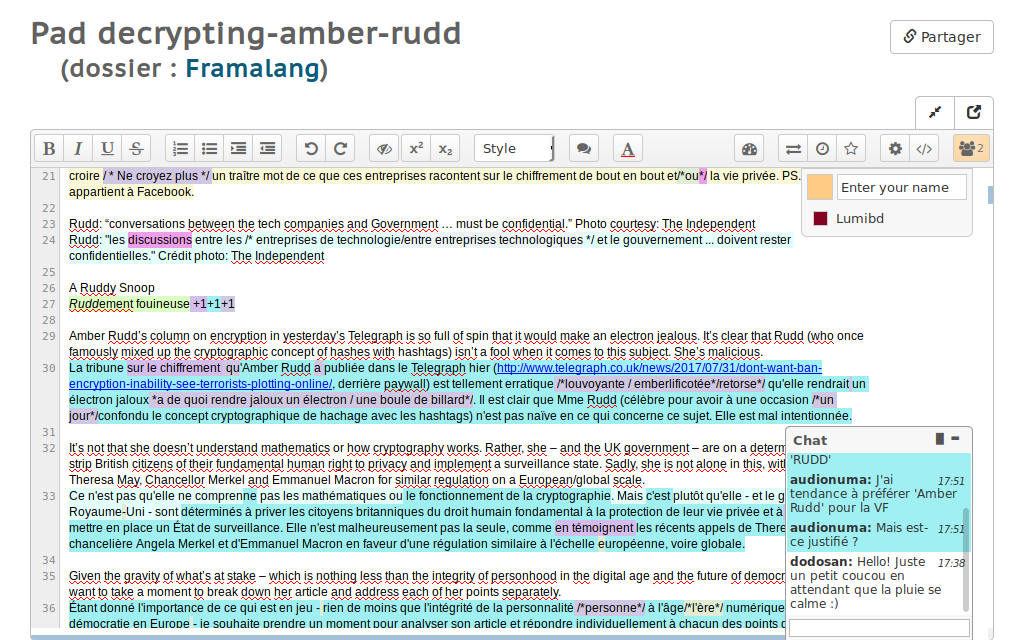 Pad decrypting-amber-rudd
(dossier : Framalang)
Partager
B I U S x² x₂ Style A </> 2
21 croire /* Ne croyez plus */ un traître mot de ce que ces entreprises racontent sur le chiffrement de bout en bout et/*ou*/ la vie privée. PS.
appartient à Facebook.
Enter your name
Lumibd
22
23 Rudd: “conversations between the tech companies and Government … must be confidential.” Photo courtesy: The Independent
24 Rudd: "les discussions entre les /* entreprises de technologie/entre entreprises technologiques */ et le gouvernement ... doivent rester
confidentielles." Crédit photo: The Independent
25
26 A Ruddy Snoop
27 Ruddement fouineuse +1+1+1
28
29 Amber Rudd’s column on encryption in yesterday’s Telegraph is so full of spin that it would make an electron jealous. It’s clear that Rudd (who once
famously mixed up the cryptographic concept of hashes with hashtags) isn’t a fool when it comes to this subject. She’s malicious.
30 La tribune sur le chiffrement qu'Amber Rudd a publiée dans le Telegraph hier (http://www.telegraph.co.uk/news/2017/07/31/dont-want-ban-
encryption-inability-see-terrorists-plotting-online/, derrière paywall) est tellement erratique /*louvoyante / emberlificotée*/retorse*/ qu'elle rendrait un
électron jaloux *a de quoi rendre jaloux un électron / une boule de billard*/. Il est clair que Mme Rudd (célèbre pour avoir à une occasion /*un
jour*/confondu le concept cryptographique de hachage avec les hashtags) n'est pas naïve en ce qui concerne ce sujet. Elle est mal intentionnée.
31
32 It’s not that she doesn’t understand mathematics or how cryptography works. Rather, she – and the UK government – are on a determ
strip British citizens of their fundamental human right to privacy and implement a surveillance state. Sadly, she is not alone in this, wit
Theresa May, Chancellor Merkel and Emmanuel Macron for similar regulation on a European/global scale.
33 Ce n'est pas qu'elle ne comprenne pas les mathématiques ou le fonctionnement de la cryptographie. Mais c'est plutôt qu'elle - et le g
Royaume-Uni - sont déterminés à priver les citoyens britanniques du droit humain fondamental à la protection de leur vie privée et à
mettre en place un État de surveillance. Elle n'est malheureusement pas la seule, comme en témoignent les récents appels de There
chancelière Angela Merkel et d'Emmanuel Macron en faveur d'une régulation similaire à l'échelle européenne, voire globale.
34
35 Given the gravity of what’s at stake – which is nothing less than the integrity of personhood in the digital age and the future of democr
want to take a moment to break down her article and address each of her points separately.
36 Étant donné l'importance de ce qui est en jeu - rien de moins que l'intégrité de la personnalité /*personne*/ à l'âge/*l'ère*/ numérique
démocratie en Europe - je souhaite prendre un moment pour analyser son article et répondre individuellement à chacun des points d
Chat
'RUDD'
audionuma: J'ai 17:51
tendance à préférer 'Amber
Rudd' pour la VF
audionuma: Mais est- 17:51
ce justifié ?
dodosan: Hello! Juste 17:38
un petit coucou en
attendant que la pluie se
calme :)